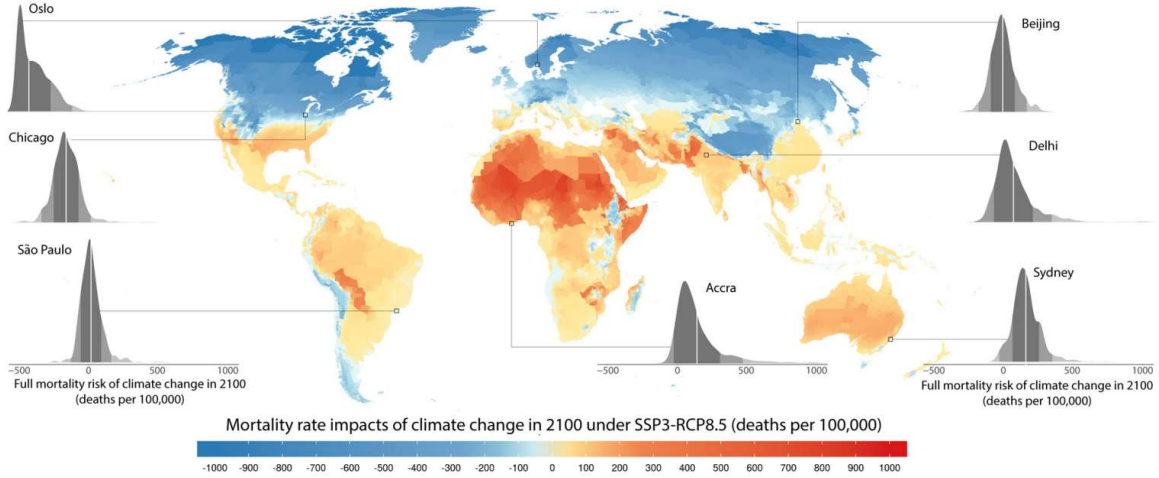 Oslo
Beijing
Chicago
Delhi
São Paulo
Accra
Sydney
−500 0 500 1000
Full mortality risk of climate change in 2100
(deaths per 100,000)
−500 0 500 1000
−500 0 500 1000
Full mortality risk of climate change in 2100
(deaths per 100,000)
Mortality rate impacts of climate change in 2100 under SSP3-RCP8.5 (deaths per 100,000)
-1000 -900 -800 -700 -600 -500 -400 -300 -200 -100 0 100 200 300 400 500 600 700 800 900 1000